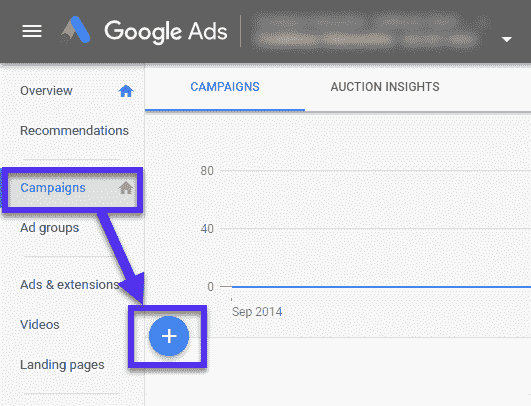 Google Ads
Overview
Recommendations
Campaigns
Ad groups
Ads & extensions
Videos
Landing pages
CAMPAIGNS
AUCTION INSIGHTS
80
40
0
Sep 2014
+